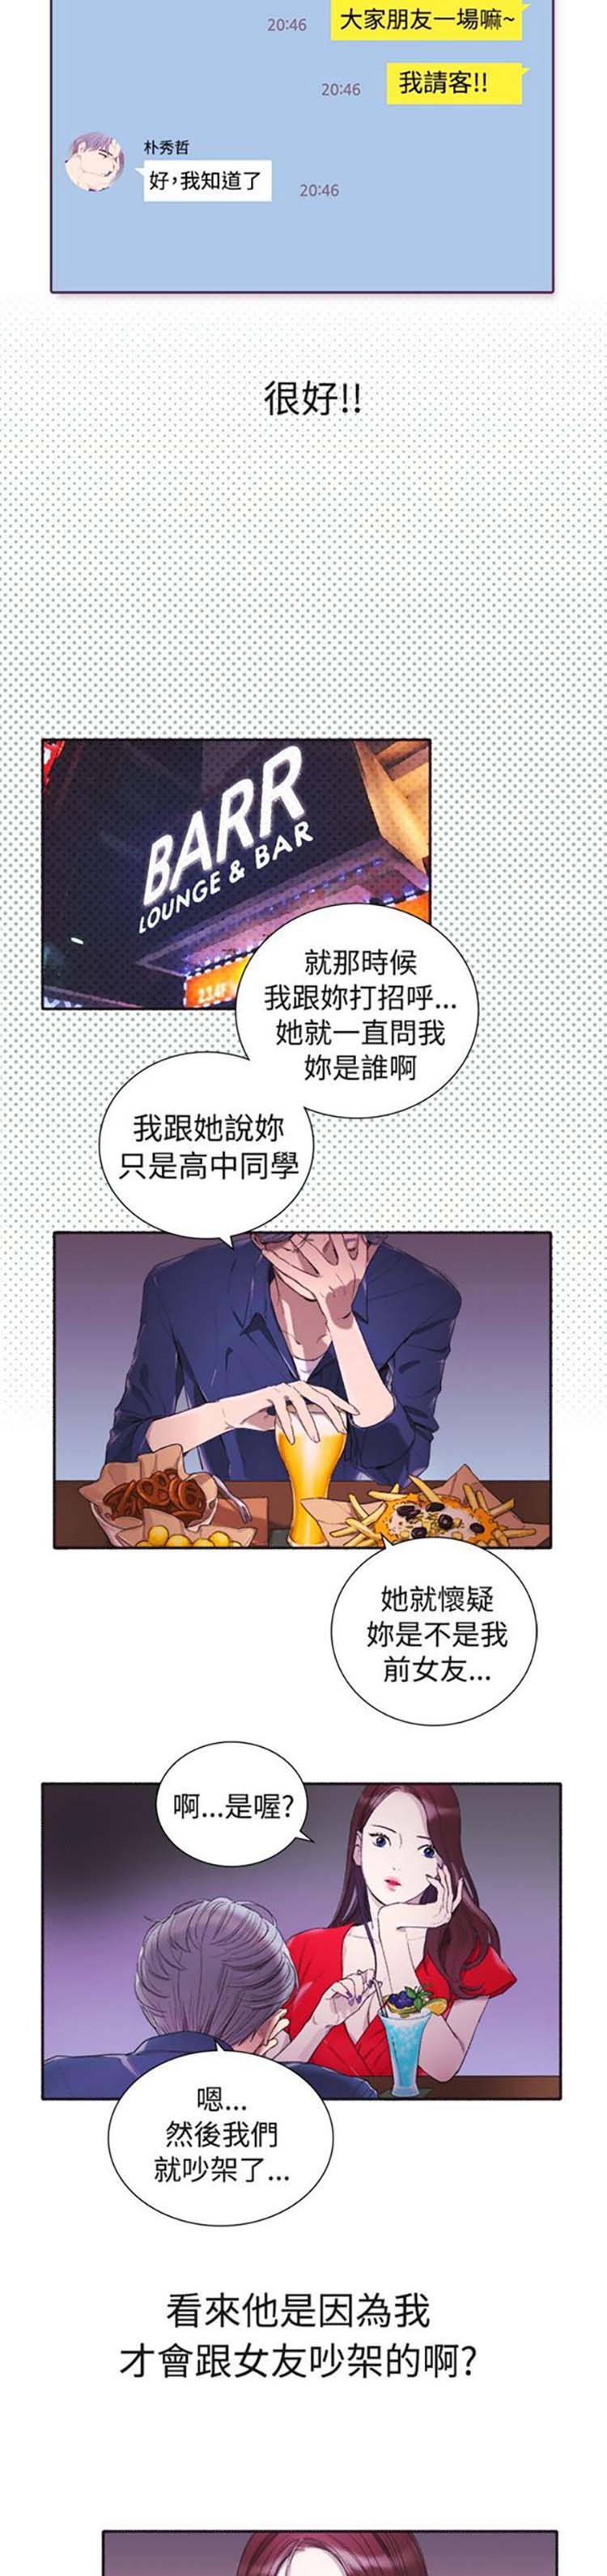 大家朋友一場嘛~
20:46
我請客!!
20:46
朴秀哲
好，我知道了
20:46
很好!!
BARR
LOUNGE & BAR
2.3.4F
就那時候
我跟妳打招呼...
她就一直問我
妳是誰啊
我跟她說妳
只是高中同學
她就懷疑
妳是不是我
前女友...
啊...是喔?
嗯...
然後我們
就吵架了...
看來他是因為我
才會跟女友吵架的啊?